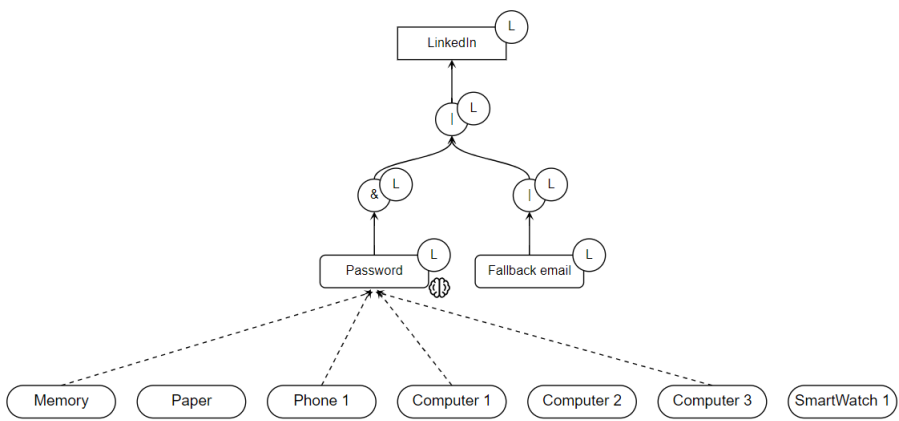 LinkedIn
L
|
L
&
L
|
L
Password
L
Fallback email
L
Memory
Paper
Phone 1
Computer 1
Computer 2
Computer 3
SmartWatch 1